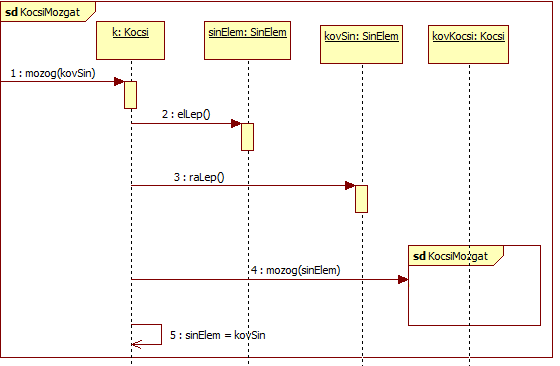 sd KocsiMozgat
k: Kocsi
sinElem: SinElem
kovSin: SinElem
kovKocsi: Kocsi
1 : mozog(kovSin)
2 : elLep()
3 : raLep()
4 : mozog(sinElem)
sd KocsiMozgat
5 : sinElem = kovSin